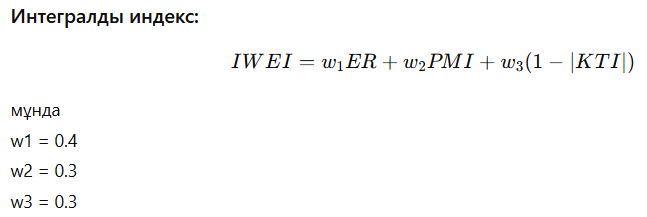 Интегралды индекс:
IWEI = w₁ER + w₂PMI + w₃(1 − |KTI|)
мұнда
w1 = 0.4
w2 = 0.3
w3 = 0.3